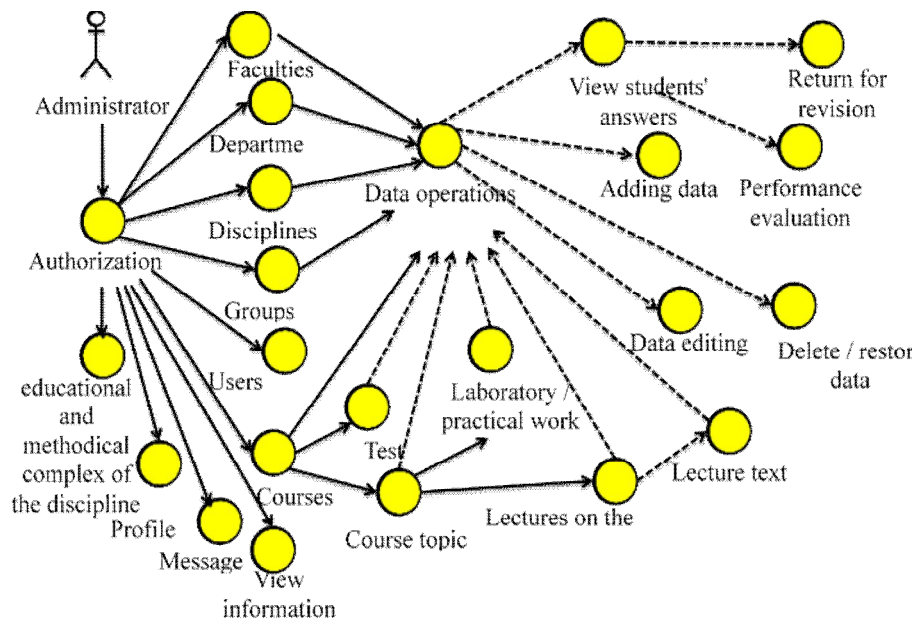 Faculties
View students'
answers
Return for
revision
Administrator
Departme
Data operations
Adding data
Performance
evaluation
Disciplines
Authorization
Groups
Data editing
Delete / restor
data
Users
educational
and
methodical
complex of
the discipline
Laboratory /
practical work
Test
Courses
Lecture text
Profile
Message
View
information
Course topic
Lectures on the